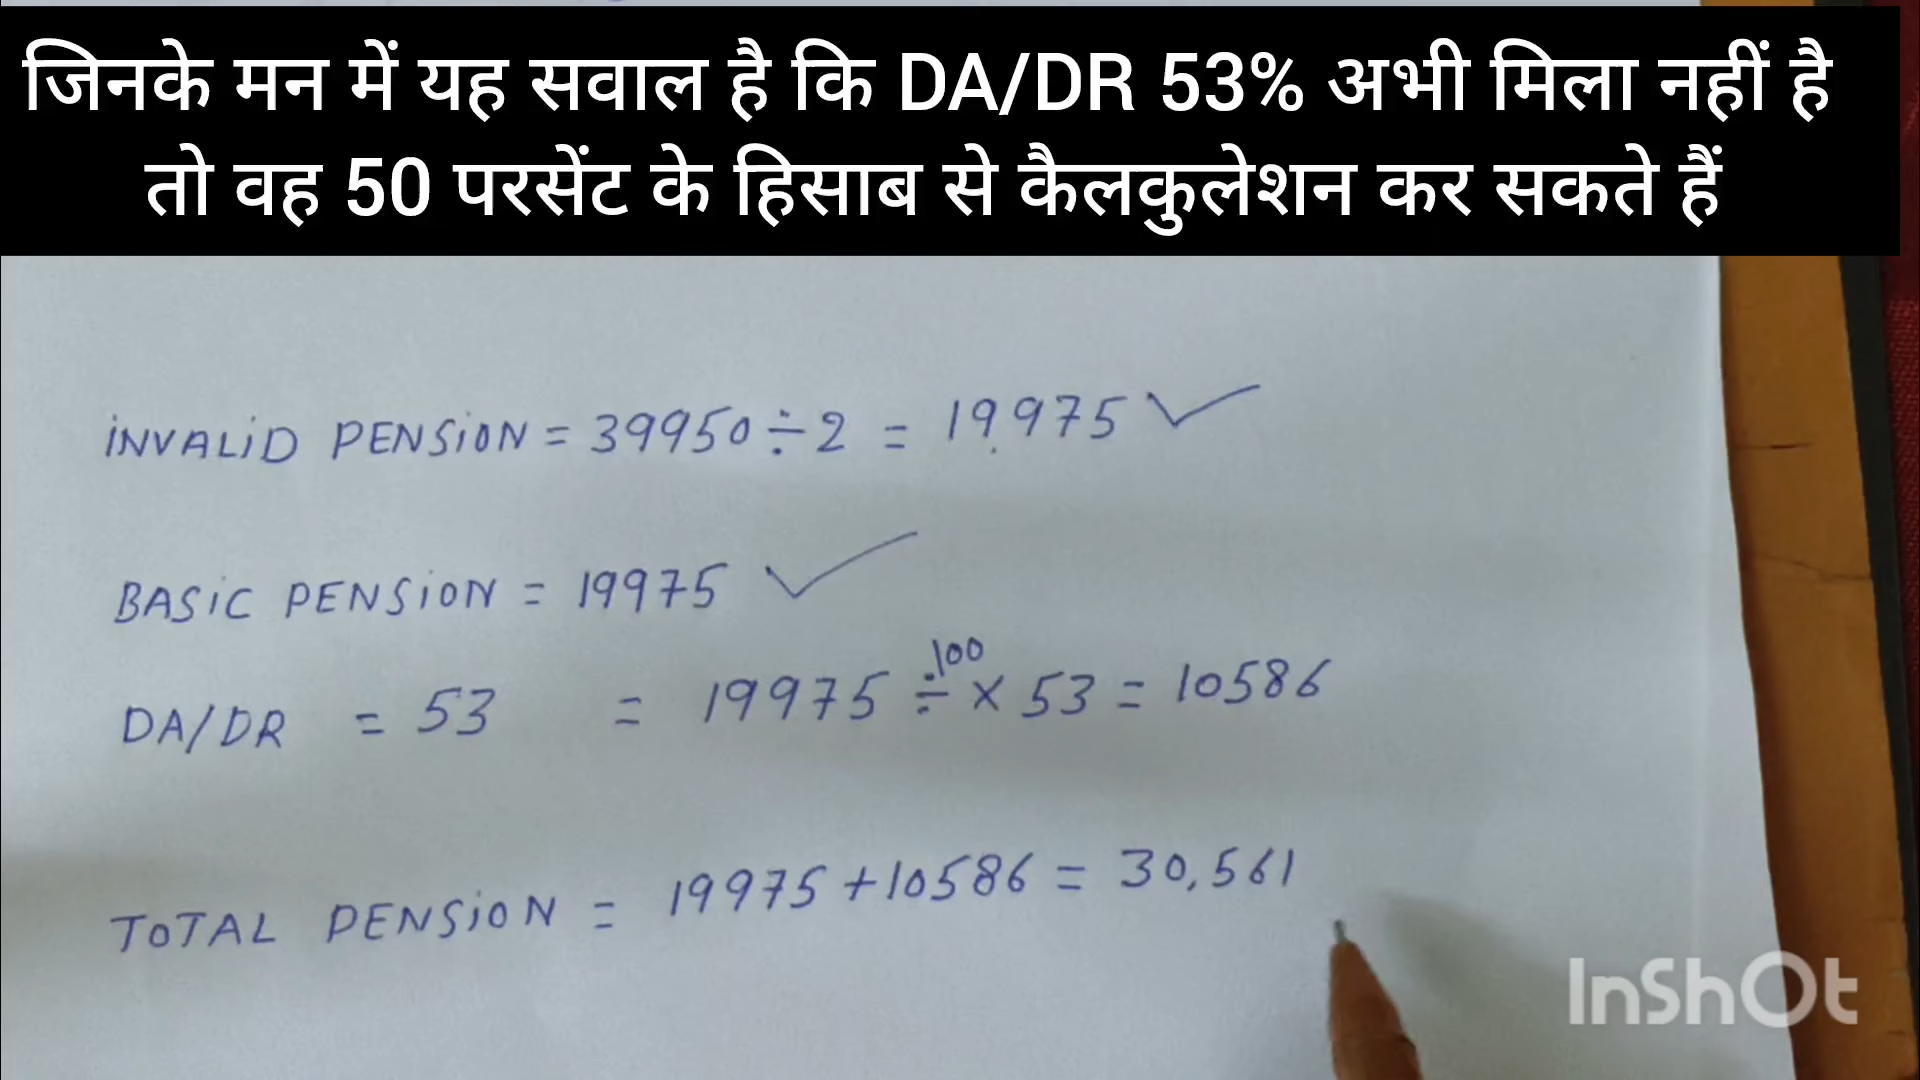 जिनके मन में यह सवाल है कि DA/DR 53% अभी मिला नहीं है
तो वह 50 परसेंट के हिसाब से कैलकुलेशन कर सकते हैं
INVALID PENSION = 39950 ÷ 2 = 19975 ✓
BASIC PENSION = 19975 ✓
DA/DR = 53 = 19975 ÷ 100 × 53 = 10586
TOTAL PENSION = 19975 + 10586 = 30,561
InShOt